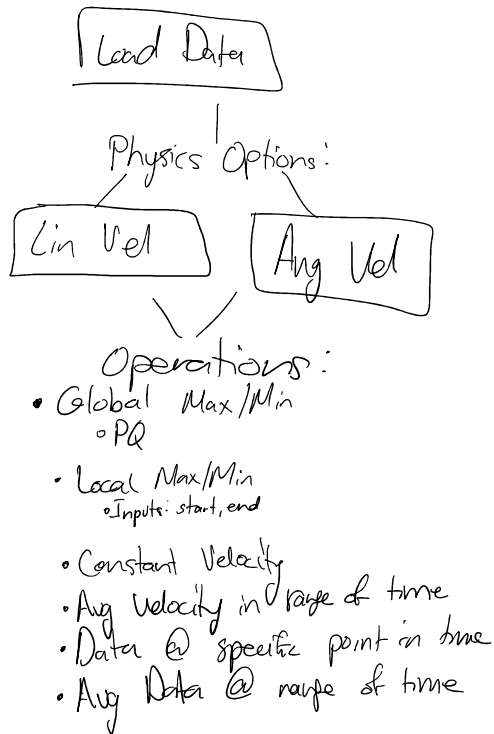 Load Data
Physics Options:
Lin Vel
Ang Vel
Operations:
• Global Max/Min
◦ PQ
• Local Max/Min
◦ Inputs: start, end
• Constant Velocity
• Avg Velocity in range of time
• Data @ specific point in time
• Avg Data @ range of time